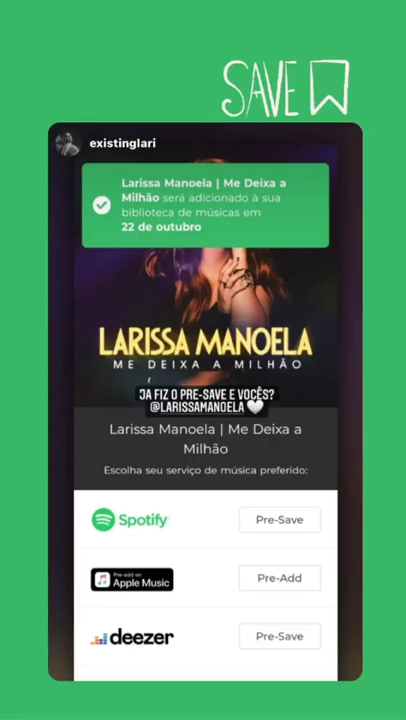 SAVE
existinglari
Larissa Manoela | Me Deixa a
Milhão será adicionado à sua
biblioteca de músicas em
22 de outubro
LARISSA MANOELA
ME DEIXA A MILHÃO
JA FIZ O PRE-SAVE E VOCÊS?
@LARISSAMANOELA
Larissa Manoela | Me Deixa a
Milhão
Escolha seu serviço de música preferido:
Spotify
Pre-Save
Pre-add on
Apple Music
Pre-Add
deezer
Pre-Save